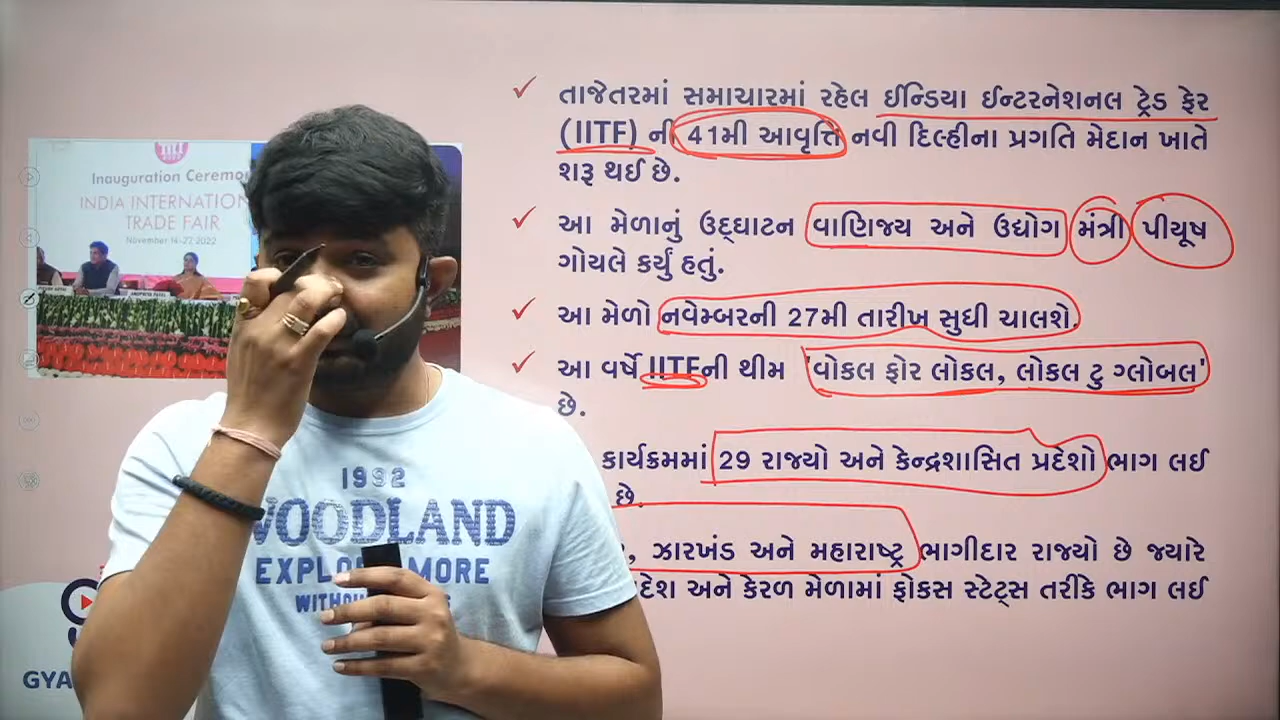 Inauguration Ceremo
INDIA INTERNATION
TRADE FAIR
November 14-27, 2022
તાજેતરમાં સમાચારમાં રહેલ ઈન્ડિયા ઈન્ટરનેશનલ ટ્રેડ ફેર
(IITF) ની 41મી આવૃત્તિ નવી દિલ્હીના પ્રગતિ મેદાન ખાતે
શરૂ થઈ છે.
આ મેળાનું ઉદ્ઘાટન વાણિજ્ય અને ઉદ્યોગ મંત્રી પીયૂષ
ગોયલે કર્યું હતું.
આ મેળો નવેમ્બરની 27મી તારીખ સુધી ચાલશે.
આ વર્ષે IITFની થીમ 'વોકલ ફોર લોકલ, લોકલ ટુ ગ્લોબલ'
છે.
કાર્યક્રમમાં 29 રાજ્યો અને કેન્દ્રશાસિત પ્રદેશો ભાગ લઈ
છે.
, ઝારખંડ અને મહારાષ્ટ્ર ભાગીદાર રાજ્યો છે જ્યારે
દેશ અને કેરળ મેળામાં ફોકસ સ્ટેટ્સ તરીકે ભાગ લઈ
1992
WOODLAND
EXPLO MORE
WITHOU
GYA